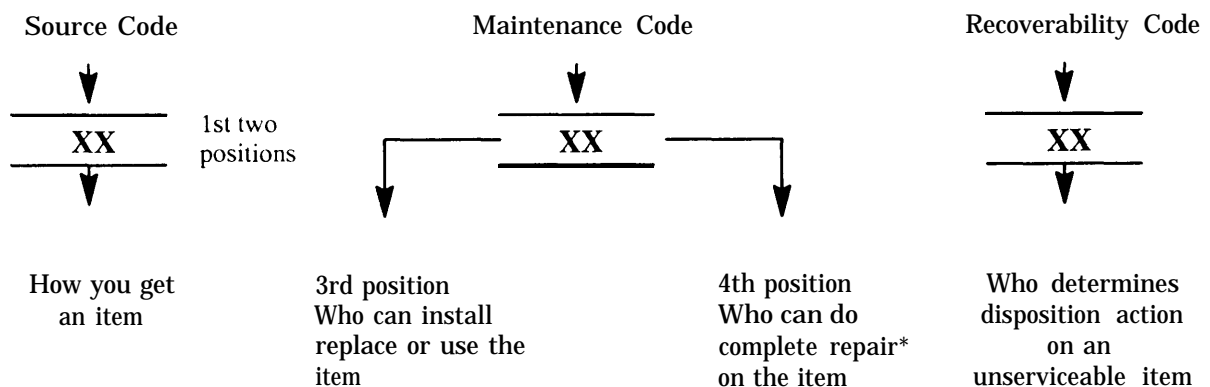 Source Code
Maintenance Code
Recoverability Code
XX
1st two
positions
XX
XX
How you get
an item
3rd position
Who can install
replace or use the
item
4th position
Who can do
complete repair*
on the item
Who determines
disposition action
on an
unserviceable item